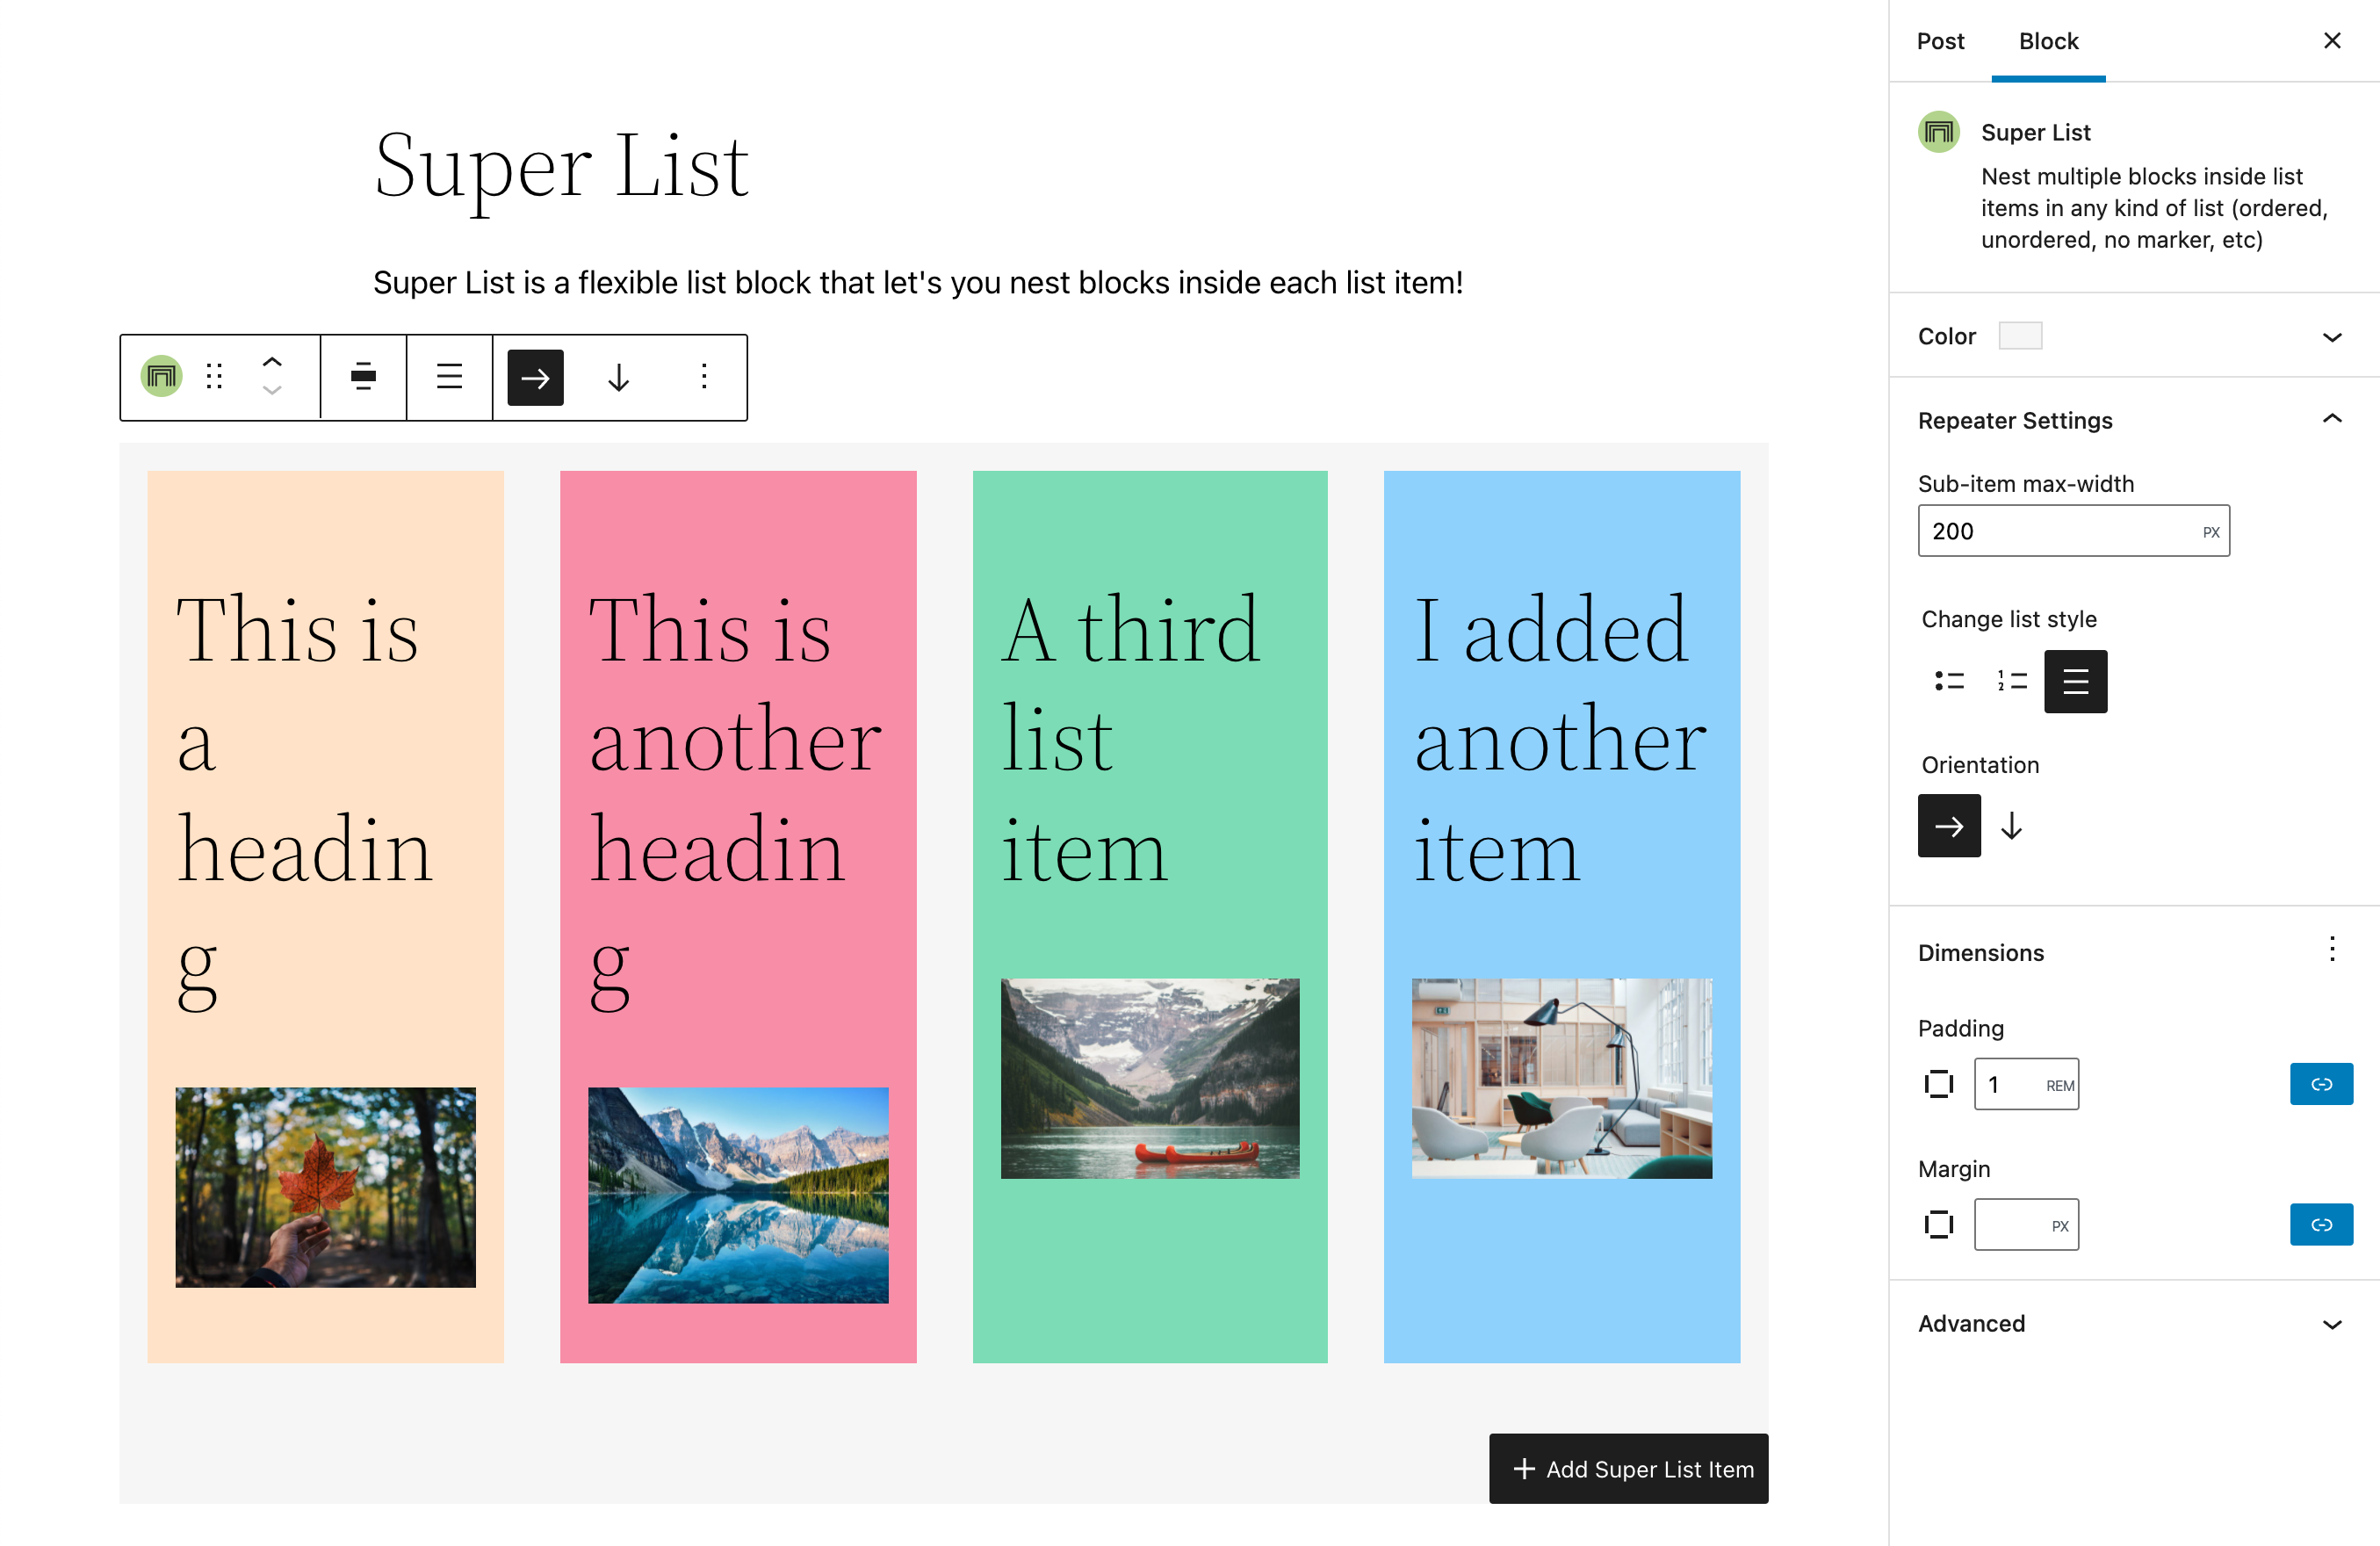 Super List
Super List is a flexible list block that let's you nest blocks inside each list item!
This is
a
headin
g
This is
another
headin
g
A third
list
item
I added
another
item
+ Add Super List Item
Post
Block
Super List
Nest multiple blocks inside list
items in any kind of list (ordered,
unordered, no marker, etc)
Color
Repeater Settings
Sub-item max-width
200 PX
Change list style
Orientation
Dimensions
Padding
1 REM
Margin
PX
Advanced